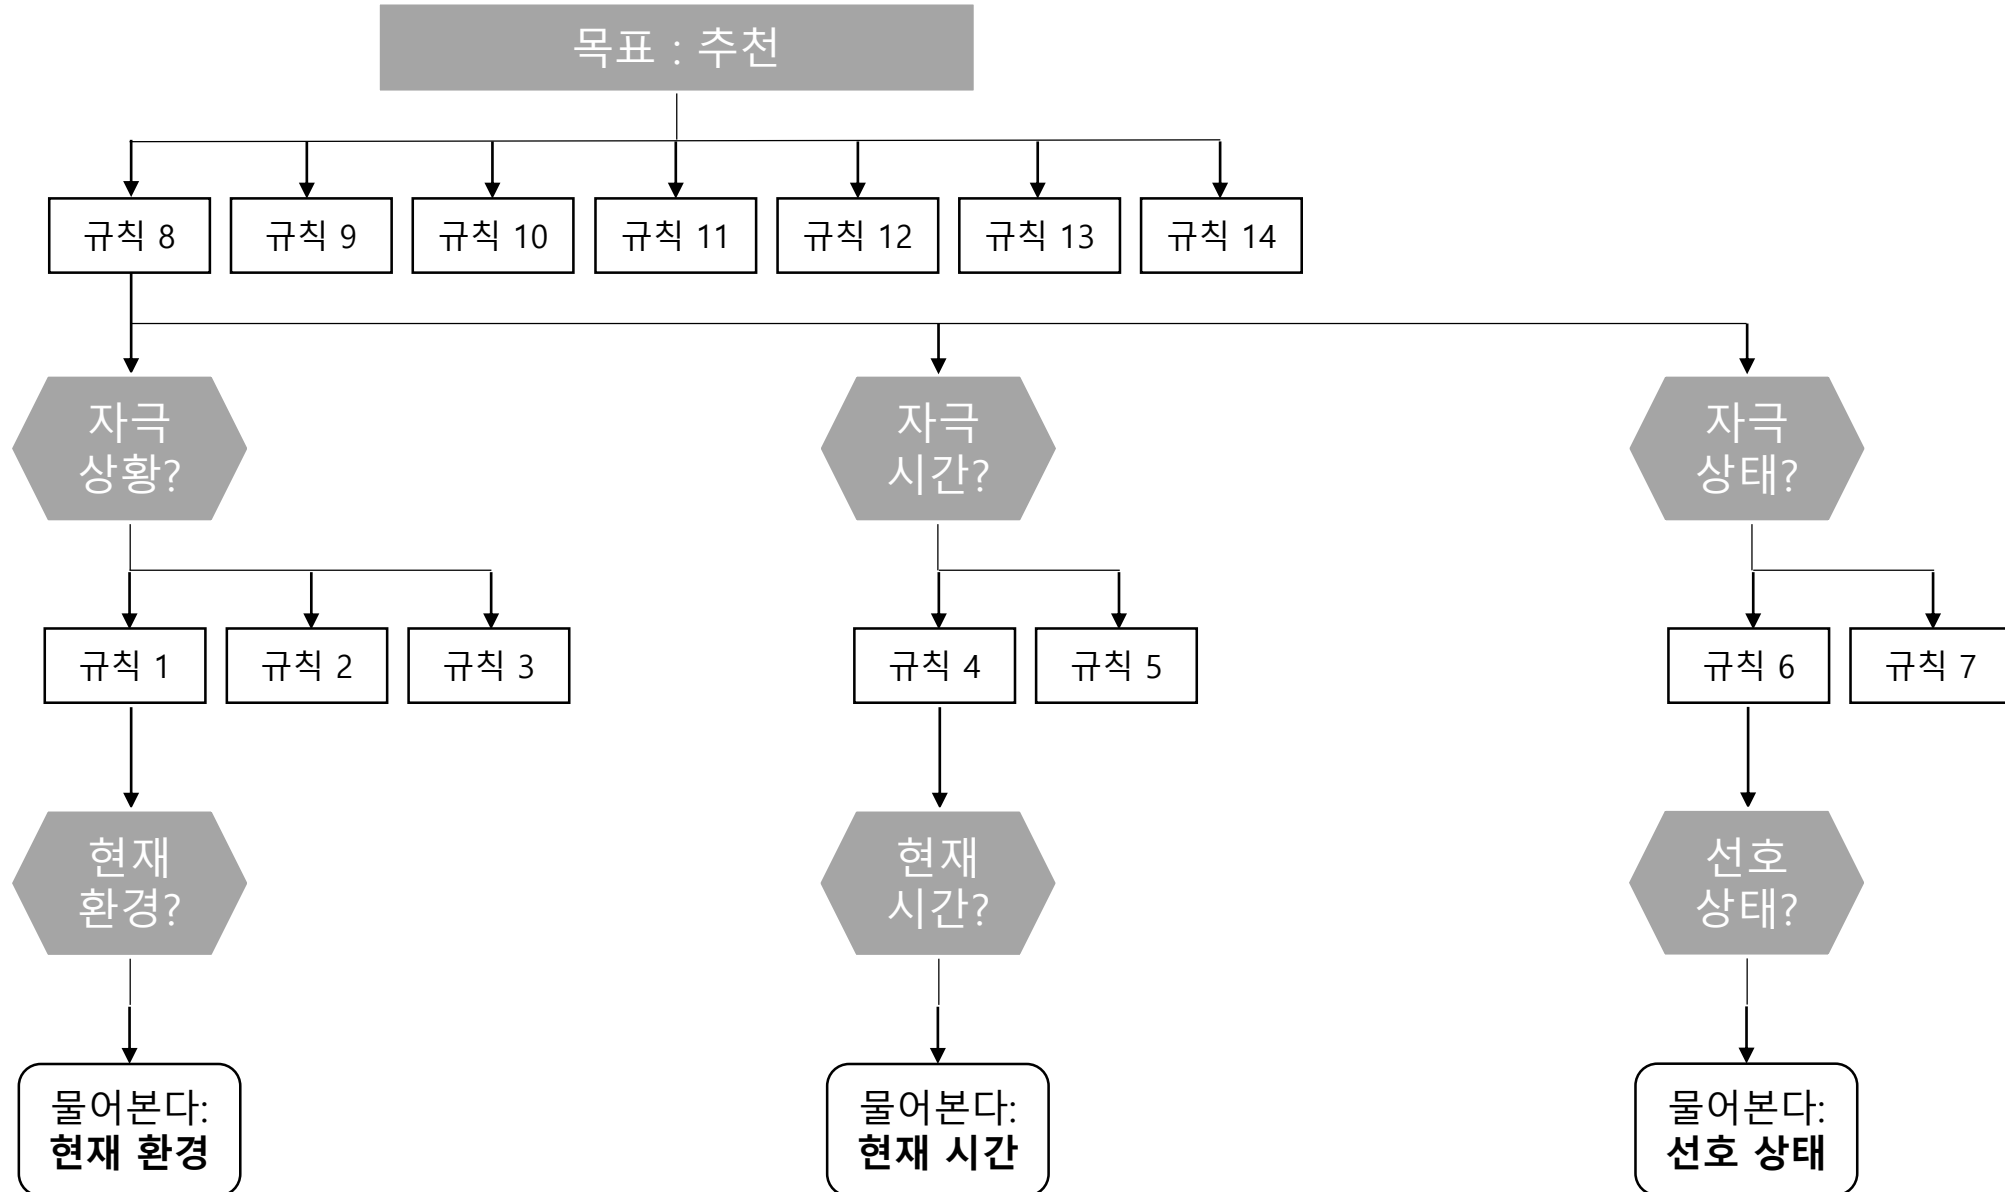 목표 : 추천
규칙 8
규칙 9
규칙 10
규칙 11
규칙 12
규칙 13
규칙 14
자극
상황?
자극
시간?
자극
상태?
규칙 1
규칙 2
규칙 3
규칙 4
규칙 5
규칙 6
규칙 7
현재
환경?
현재
시간?
선호
상태?
물어본다:
현재 환경
물어본다:
현재 시간
물어본다:
선호 상태